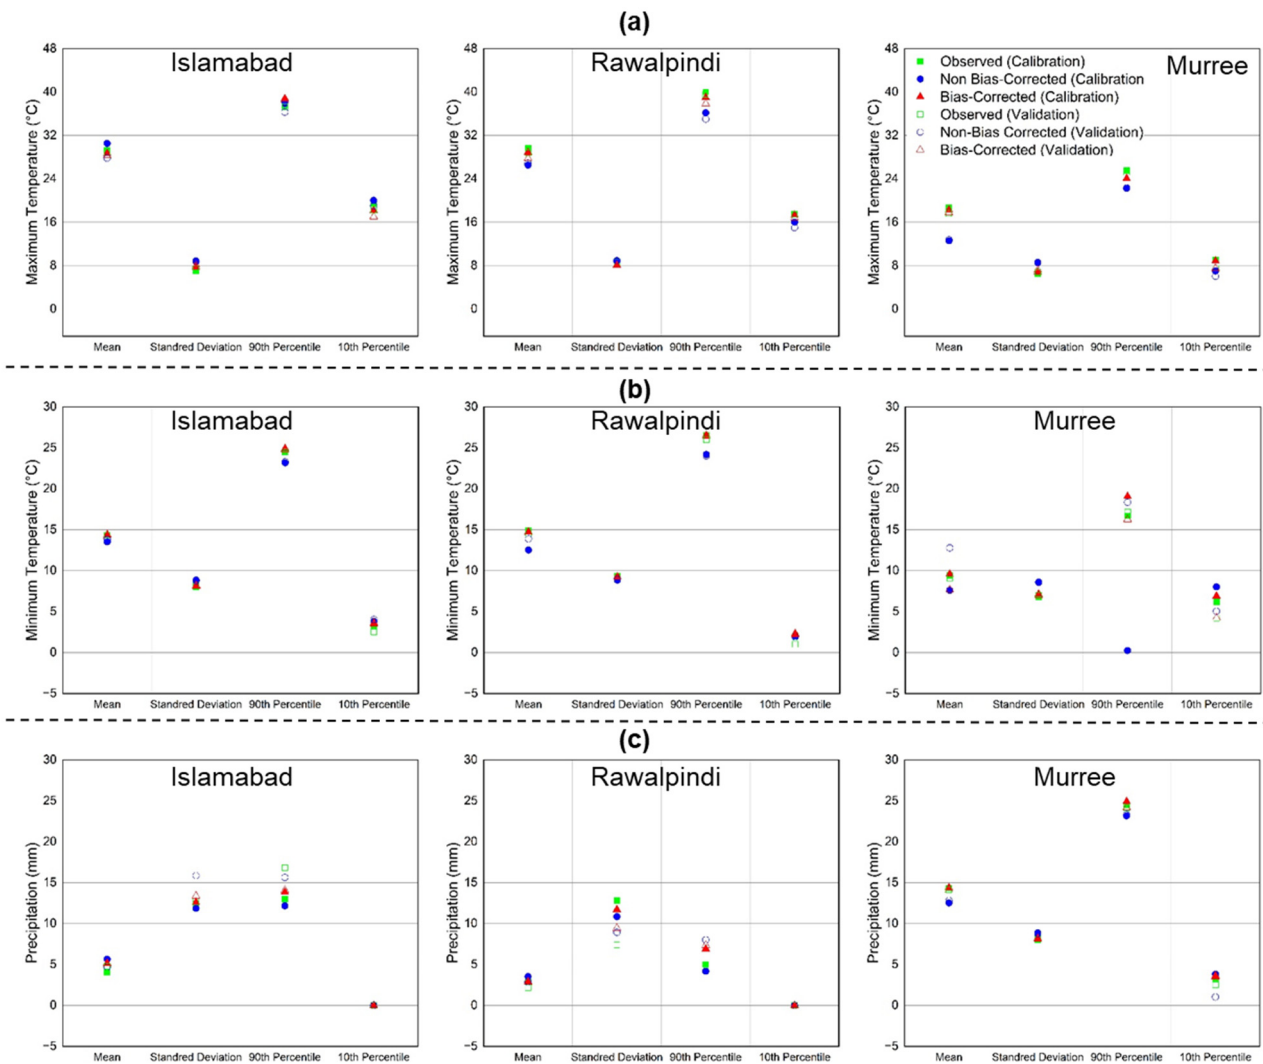 (a)
Islamabad
Rawalpindi
Murree
Observed (Calibration)
Non Bias-Corrected (Calibration
Bias-Corrected (Calibration)
Observed (Validation)
Non-Bias Corrected (Validation)
Bias-Corrected (Validation)
Maximum Temperature (°C)
48
40
32
24
16
8
0
Mean Standred Deviation 90th Percentile 10th Percentile
Maximum Temperature (°C)
48
40
32
24
16
8
0
Mean Standred Deviation 90th Percentile 10th Percentile
Maximum Temperature (°C)
48
40
32
24
16
8
0
Mean Standred Deviation 90th Percentile 10th Percentile
(b)
Islamabad
Rawalpindi
Murree
Minimum Temperature (°C)
30
25
20
15
10
5
0
−5
Mean Standred Deviation 90th Percentile 10th Percentile
Minimum Temperature (°C)
30
25
20
15
10
5
0
−5
Mean Standred Deviation 90th Percentile 10th Percentile
Minimum Temperature (°C)
30
25
20
15
10
5
0
−5
Mean Standred Deviation 90th Percentile 10th Percentile
(c)
Islamabad
Rawalpindi
Murree
Precipitation (mm)
30
25
20
15
10
5
0
−5
Mean Standred Deviation 90th Percentile 10th Percentile
Precipitation (mm)
30
25
20
15
10
5
0
−5
Mean Standred Deviation 90th Percentile 10th Percentile
Precipitation (mm)
30
25
20
15
10
5
0
−5
Mean Standred Deviation 90th Percentile 10th Percentile